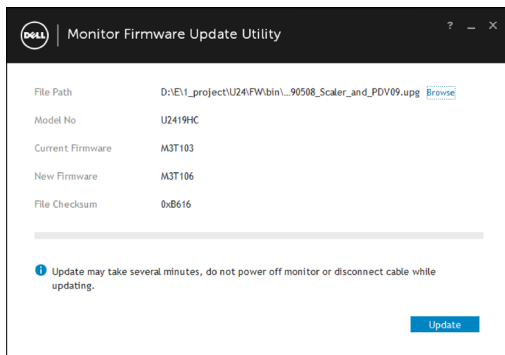 DELL Monitor Firmware Update Utility ? _ X
File Path D:\E\1_project\U24\FW\bin\...90508_Scaler_and_PDV09.upg Browse
Model No U2419HC
Current Firmware M3T103
New Firmware M3T106
File Checksum 0xB616
Update may take several minutes, do not power off monitor or disconnect cable while
updating.
Update